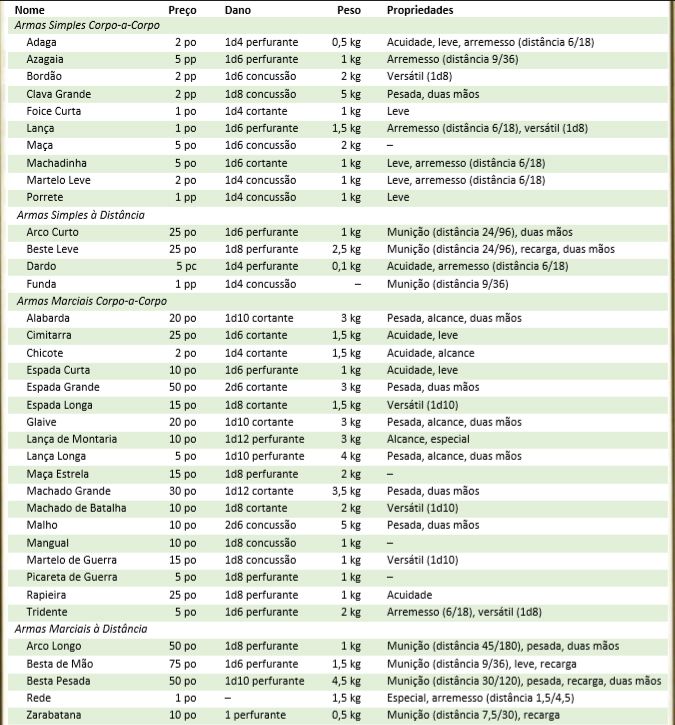 Nome Preço Dano Peso Propriedades
Armas Simples Corpo-a-Corpo
Adaga 2 po 1d4 perfurante 0,5 kg Acuidade, leve, arremesso (distância 6/18)
Azagaia 5 pp 1d6 perfurante 1 kg Arremesso (distância 9/36)
Bordão 2 pp 1d6 concussão 2 kg Versátil (1d8)
Clava Grande 2 pp 1d8 concussão 5 kg Pesada, duas mãos
Foice Curta 1 po 1d4 cortante 1 kg Leve
Lança 1 po 1d6 perfurante 1,5 kg Arremesso (distância 6/18), versátil (1d8)
Maça 5 po 1d6 concussão 2 kg –
Machadinha 5 po 1d6 cortante 1 kg Leve, arremesso (distância 6/18)
Martelo Leve 2 po 1d4 concussão 1 kg Leve, arremesso (distância 6/18)
Porrete 1 pp 1d4 concussão 1 kg Leve
Armas Simples à Distância
Arco Curto 25 po 1d6 perfurante 1 kg Munição (distância 24/96), duas mãos
Beste Leve 25 po 1d8 perfurante 2,5 kg Munição (distância 24/96), recarga, duas mãos
Dardo 5 pc 1d4 perfurante 0,1 kg Acuidade, arremesso (distância 6/18)
Funda 1 pp 1d4 concussão – Munição (distância 9/36)
Armas Marciais Corpo-a-Corpo
Alabarda 20 po 1d10 cortante 3 kg Pesada, alcance, duas mãos
Cimitarra 25 po 1d6 cortante 1,5 kg Acuidade, leve
Chicote 2 po 1d4 cortante 1,5 kg Acuidade, alcance
Espada Curta 10 po 1d6 perfurante 1 kg Acuidade, leve
Espada Grande 50 po 2d6 cortante 3 kg Pesada, duas mãos
Espada Longa 15 po 1d8 cortante 1,5 kg Versátil (1d10)
Glaive 20 po 1d10 cortante 3 kg Pesada, alcance, duas mãos
Lança de Montaria 10 po 1d12 perfurante 3 kg Alcance, especial
Lança Longa 5 po 1d10 perfurante 4 kg Pesada, alcance, duas mãos
Maça Estrela 15 po 1d8 perfurante 2 kg –
Machado Grande 30 po 1d12 cortante 3,5 kg Pesada, duas mãos
Machado de Batalha 10 po 1d8 cortante 2 kg Versátil (1d10)
Malho 10 po 2d6 concussão 5 kg Pesada, duas mãos
Mangual 10 po 1d8 concussão 1 kg –
Martelo de Guerra 15 po 1d8 concussão 1 kg Versátil (1d10)
Picareta de Guerra 5 po 1d8 perfurante 1 kg –
Rapieira 25 po 1d8 perfurante 1 kg Acuidade
Tridente 5 po 1d6 perfurante 2 kg Arremesso (6/18), versátil (1d8)
Armas Marciais à Distância
Arco Longo 50 po 1d8 perfurante 1 kg Munição (distância 45/180), pesada, duas mãos
Besta de Mão 75 po 1d6 perfurante 1,5 kg Munição (distância 9/36), leve, recarga
Besta Pesada 50 po 1d10 perfurante 4,5 kg Munição (distância 30/120), pesada, recarga, duas mãos
Rede 1 po – 1,5 kg Especial, arremesso (distância 1,5/4,5)
Zarabatana 10 po 1 perfurante 0,5 kg Munição (distância 7,5/30), recarga